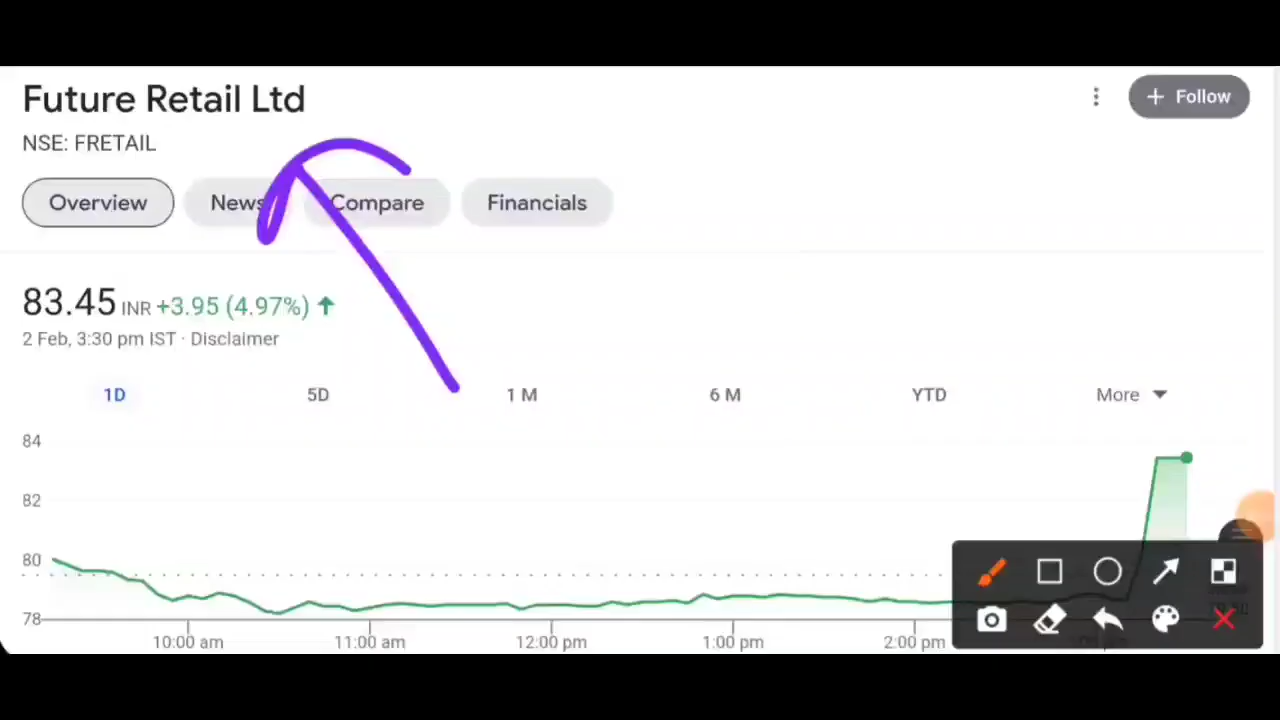 Future Retail Ltd
+ Follow
NSE: FRETAIL
Overview News Compare Financials
83.45 INR +3.95 (4.97%) ↑
2 Feb, 3:30 pm IST · Disclaimer
1D 5D 1 M 6 M YTD More
84
82
80
78
10:00 am 11:00 am 12:00 pm 1:00 pm 2:00 pm